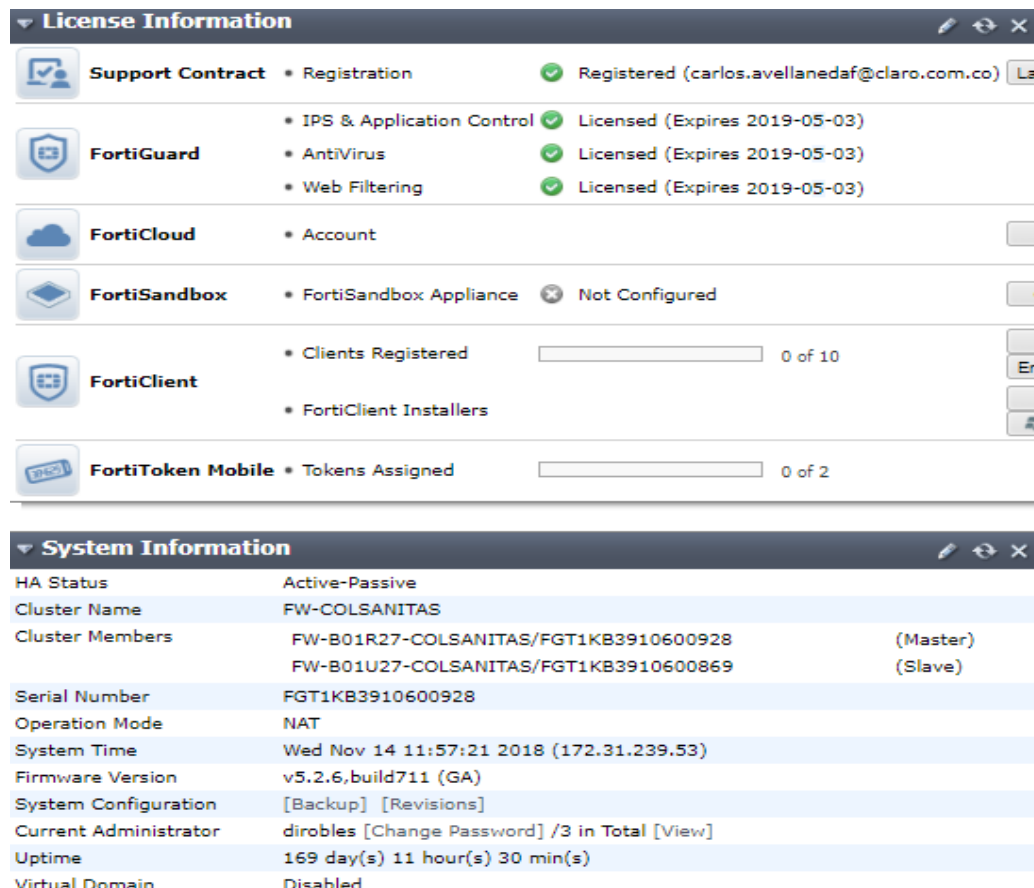 License Information
Support Contract • Registration Registered (carlos.avellanedaf@claro.com.co) La
• IPS & Application Control Licensed (Expires 2019-05-03)
FortiGuard • AntiVirus Licensed (Expires 2019-05-03)
• Web Filtering Licensed (Expires 2019-05-03)
FortiCloud • Account
FortiSandbox • FortiSandbox Appliance Not Configured
• Clients Registered 0 of 10
En
FortiClient
• FortiClient Installers
FortiToken Mobile • Tokens Assigned 0 of 2
System Information
HA Status Active-Passive
Cluster Name FW-COLSANITAS
Cluster Members FW-B01R27-COLSANITAS/FGT1KB3910600928 (Master)
FW-B01U27-COLSANITAS/FGT1KB3910600869 (Slave)
Serial Number FGT1KB3910600928
Operation Mode NAT
System Time Wed Nov 14 11:57:21 2018 (172.31.239.53)
Firmware Version v5.2.6,build711 (GA)
System Configuration [Backup] [Revisions]
Current Administrator dirobles [Change Password] /3 in Total [View]
Uptime 169 day(s) 11 hour(s) 30 min(s)
Virtual Domain Disabled